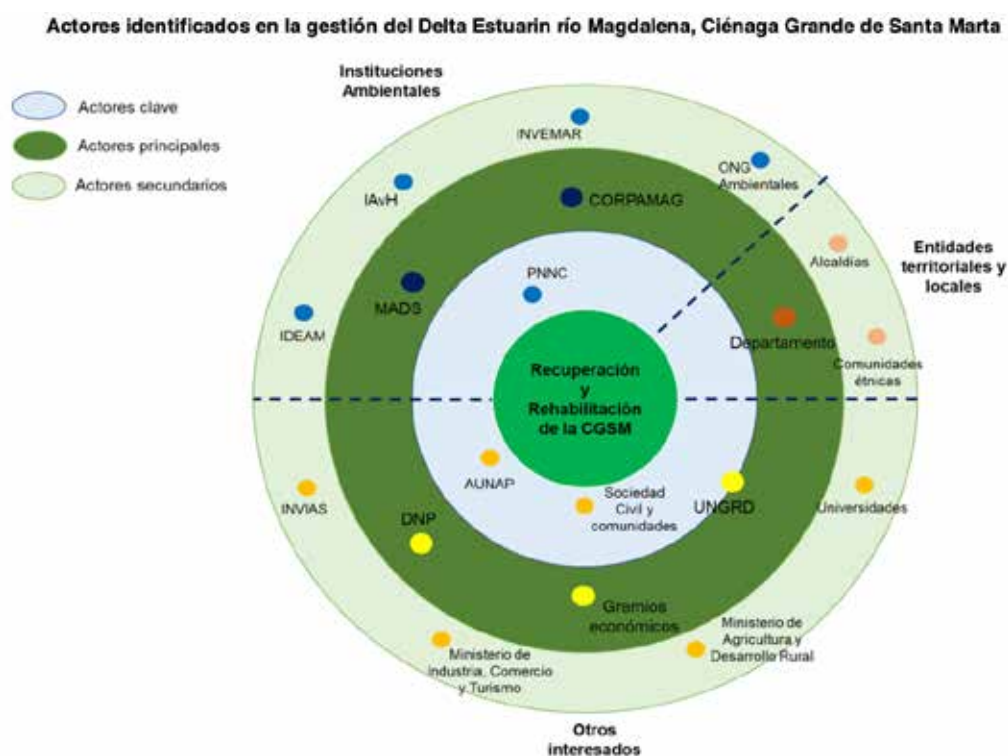 Actores identificados en la gestión del Delta Estuarin río Magdalena, Ciénaga Grande de Santa Marta
Actores clave
Actores principales
Actores secundarios
Instituciones
Ambientales
INVEMAR
ONG
Ambientales
IAvH
CORPAMAG
Alcaldías
Entidades
territoriales y
locales
PNNC
MADS
IDEAM
Departamento
Comunidades
étnicas
Recuperación
y
Rehabilitación
de la CGSM
AUNAP
Sociedad
Civil y
comunidades
UNGRD
INVIAS
Universidades
DNP
Gremios
económicos
Ministerio de
Agricultura y
Desarrollo Rural
Ministerio de
Industria, Comercio
y Turismo
Otros
interesados